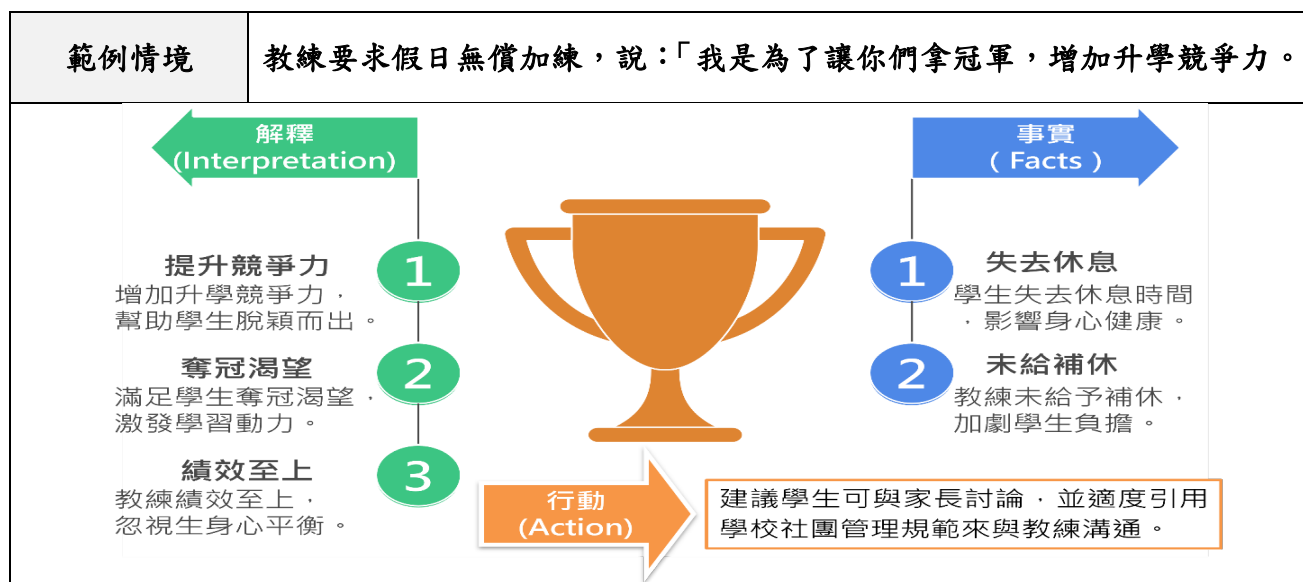 範例情境
教練要求假日無償加練，說：「我是為了讓你們拿冠軍，增加升學競爭力。
解釋
(Interpretation)
1
提升競爭力
增加升學競爭力，
幫助學生脫穎而出。
2
奪冠渴望
滿足學生奪冠渴望，
激發學習動力。
3
績效至上
教練績效至上，
忽視生身心平衡。
事實
( Facts )
1
失去休息
學生失去休息時間
，影響身心健康。
2
未給補休
教練未給予補休，
加劇學生負擔。
行動
(Action)
建議學生可與家長討論，並適度引用
學校社團管理規範來與教練溝通。